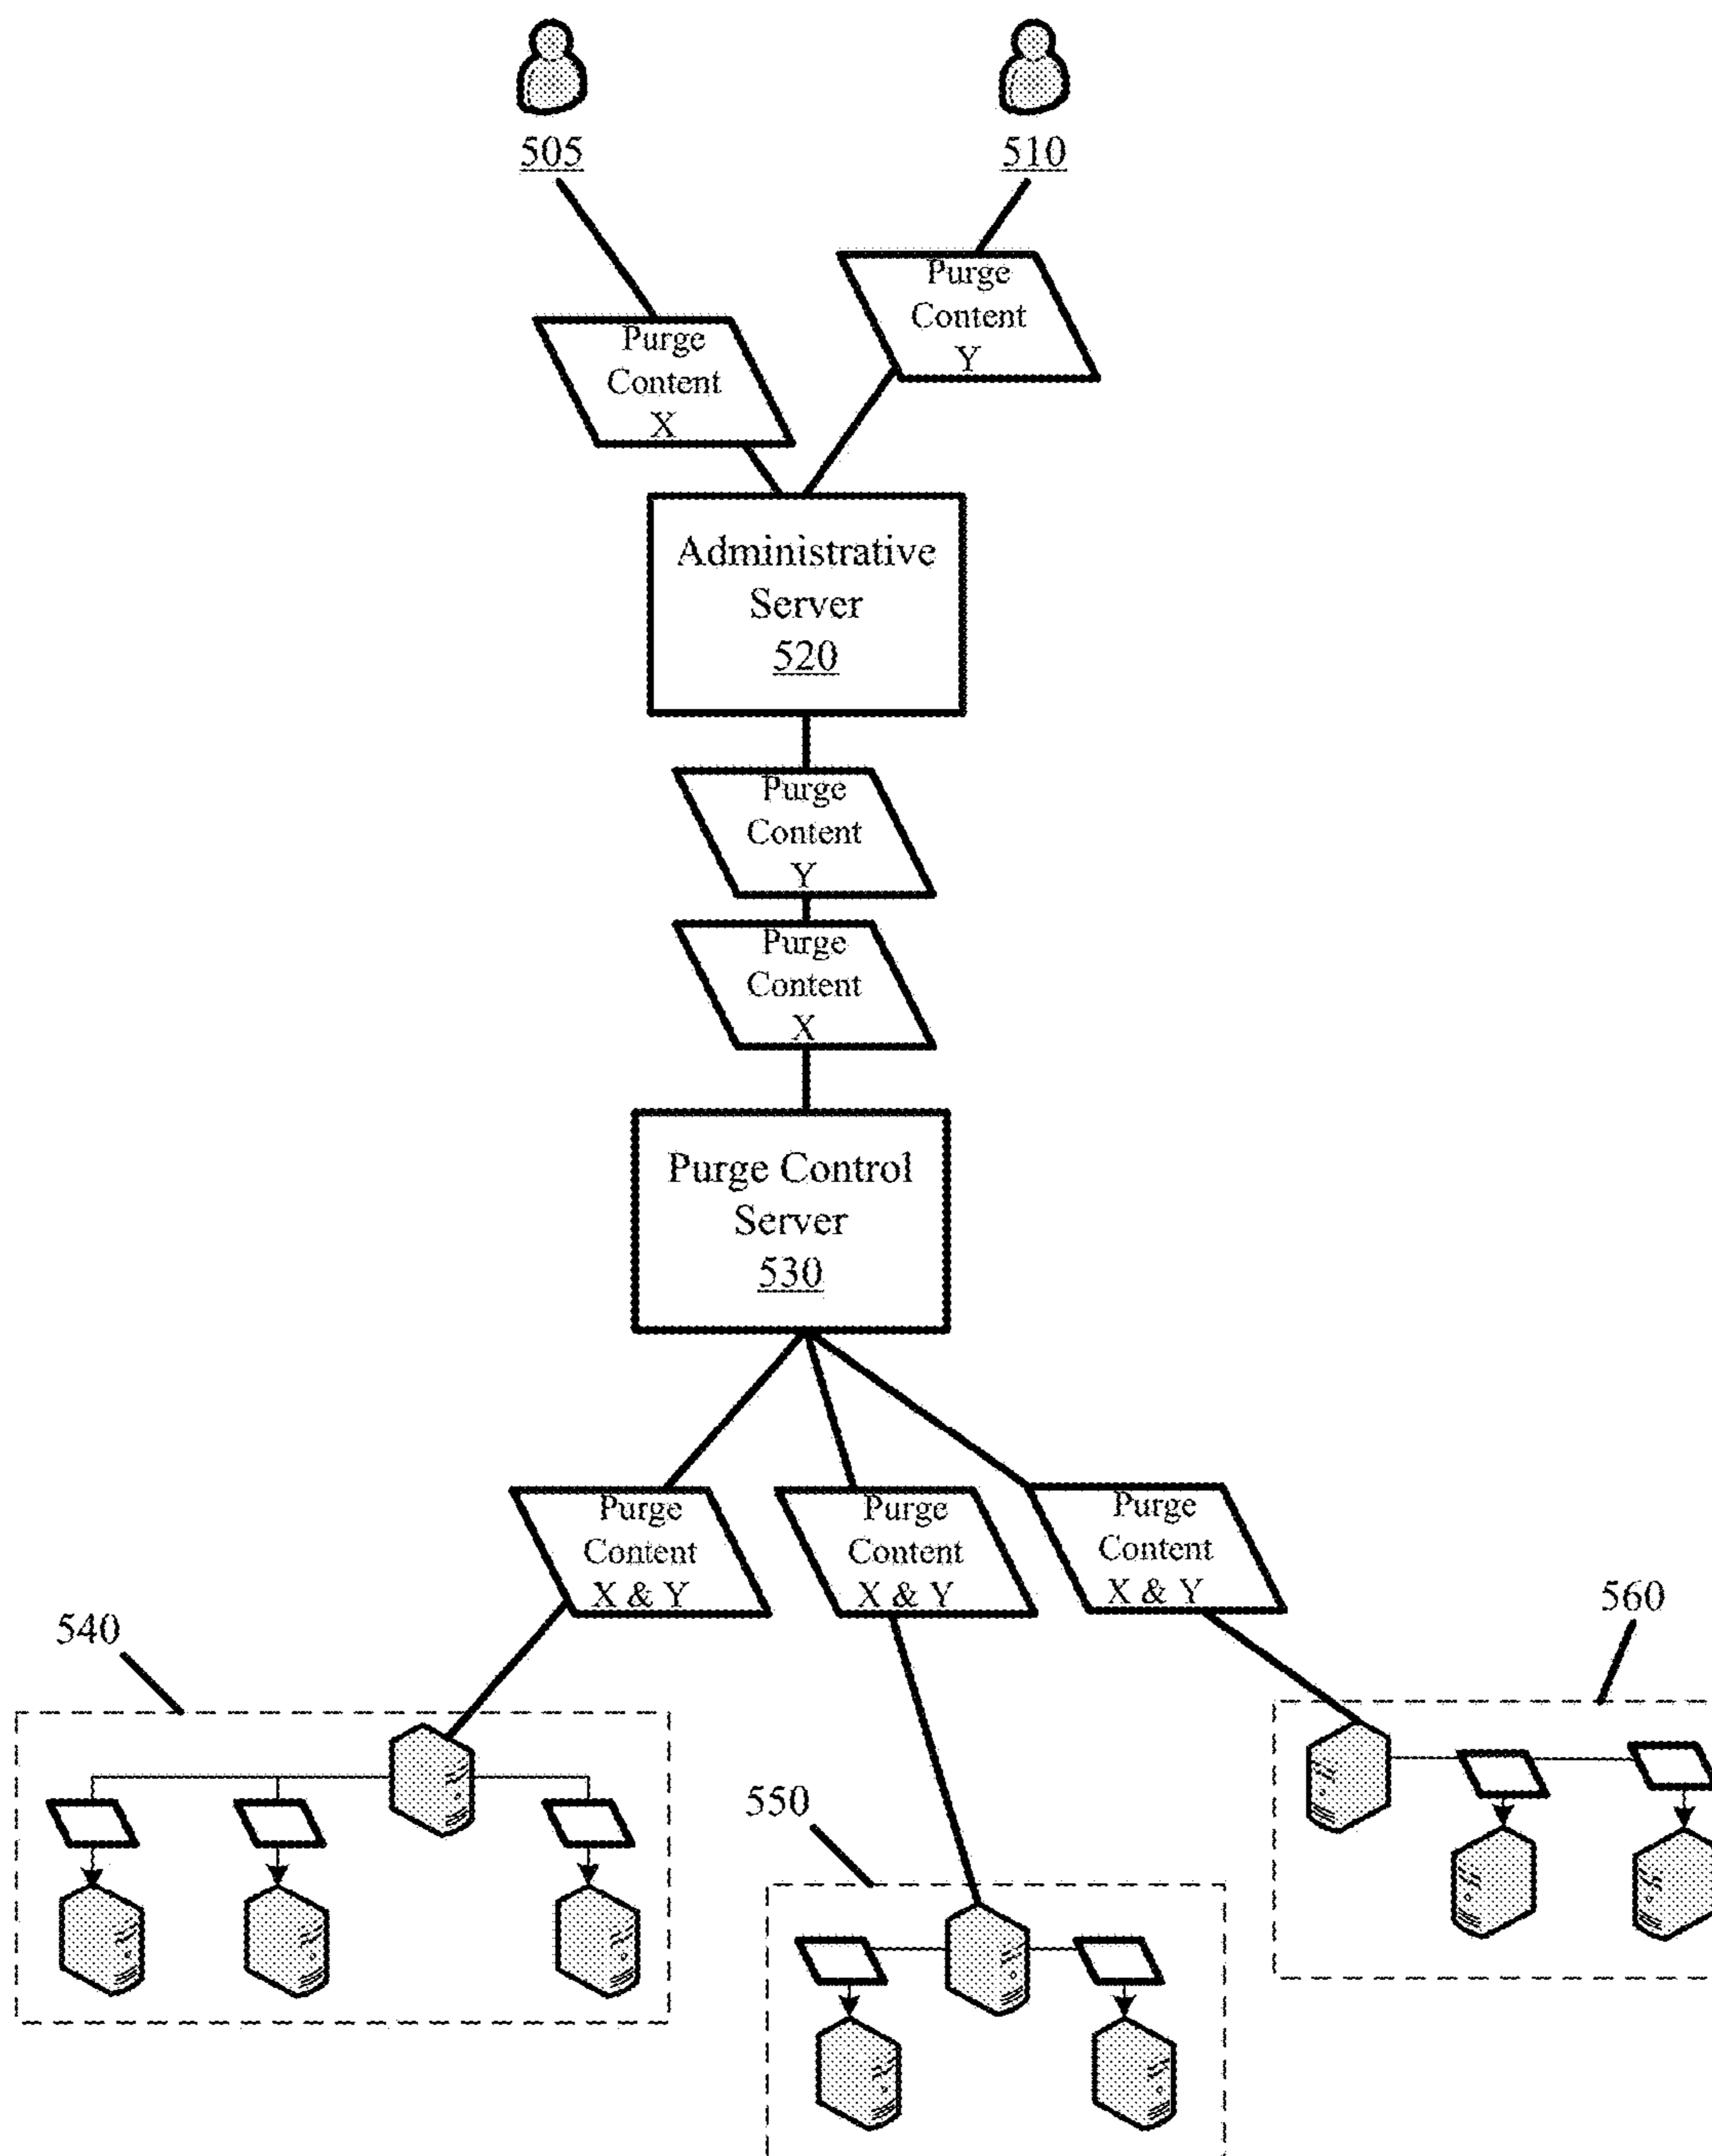 505
510
Purge
Content
Y
Purge
Content
X
Administrative
Server
520
Purge
Content
Y
Purge
Content
X
Purge Control
Server
530
Purge
Content
X & Y
Purge
Content
X & Y
Purge
Content
X & Y
540
550
560